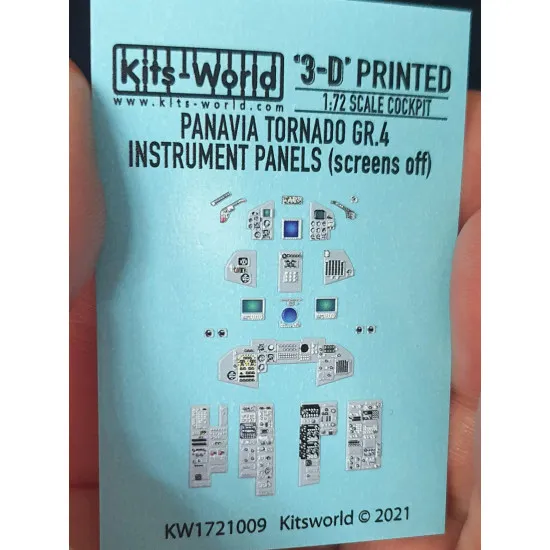 Kits-World
www.kits-world.com
'3-D' PRINTED
1:72 SCALE COCKPIT
PANAVIA TORNADO GR.4
INSTRUMENT PANELS (screens off)
KW1721009 Kitsworld © 2021